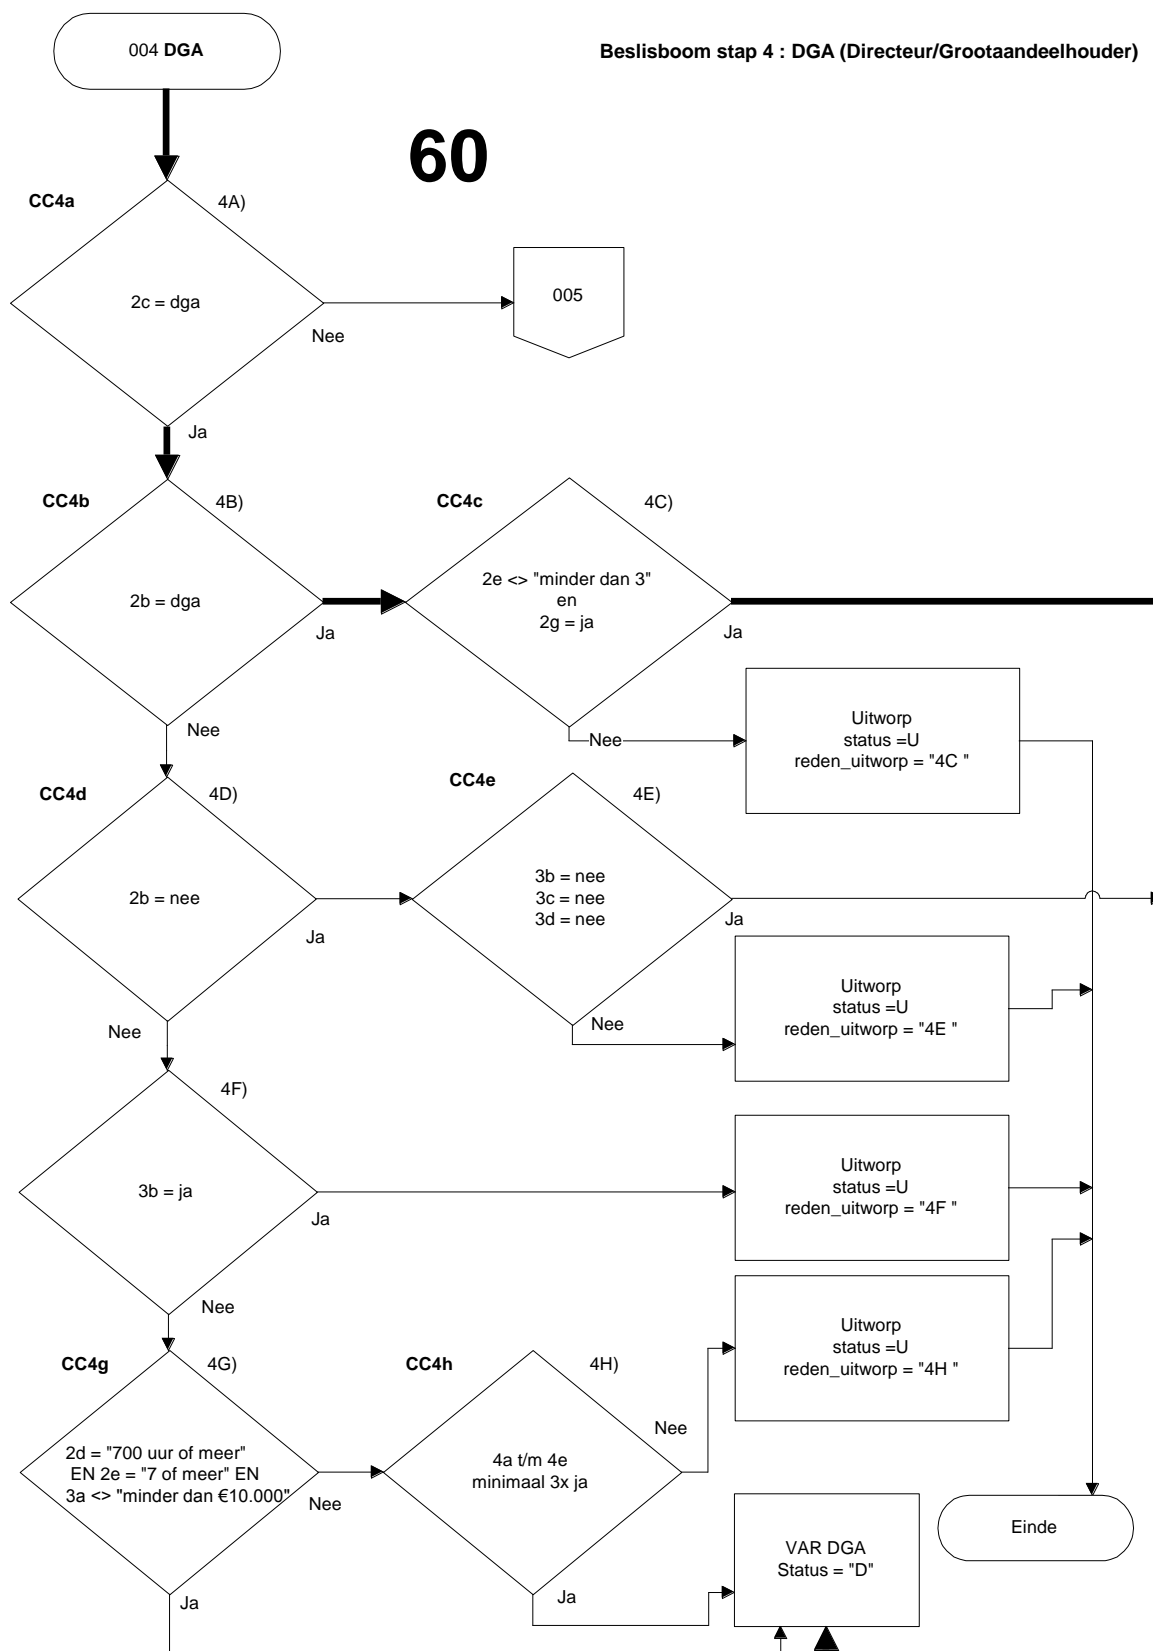 004 DGA
Beslisboom stap 4 : DGA (Directeur/Grootaandeelhouder)
60
CC4a
4A)
2c = dga
Nee
005
Ja
CC4b
4B)
2b = dga
Ja
CC4c
4C)
2e <> "minder dan 3"
en
2g = ja
Ja
Nee
Nee
Uitworp
status =U
reden_uitworp = "4C "
CC4d
4D)
2b = nee
Ja
CC4e
4E)
3b = nee
3c = nee
3d = nee
Ja
Nee
Nee
Uitworp
status =U
reden_uitworp = "4E "
4F)
3b = ja
Ja
Uitworp
status =U
reden_uitworp = "4F "
Nee
CC4g
4G)
2d = "700 uur of meer"
EN 2e = "7 of meer" EN
3a <> "minder dan €10.000"
Nee
CC4h
4H)
4a t/m 4e
minimaal 3x ja
Nee
Uitworp
status =U
reden_uitworp = "4H "
Ja
Ja
VAR DGA
Status = "D"
Einde